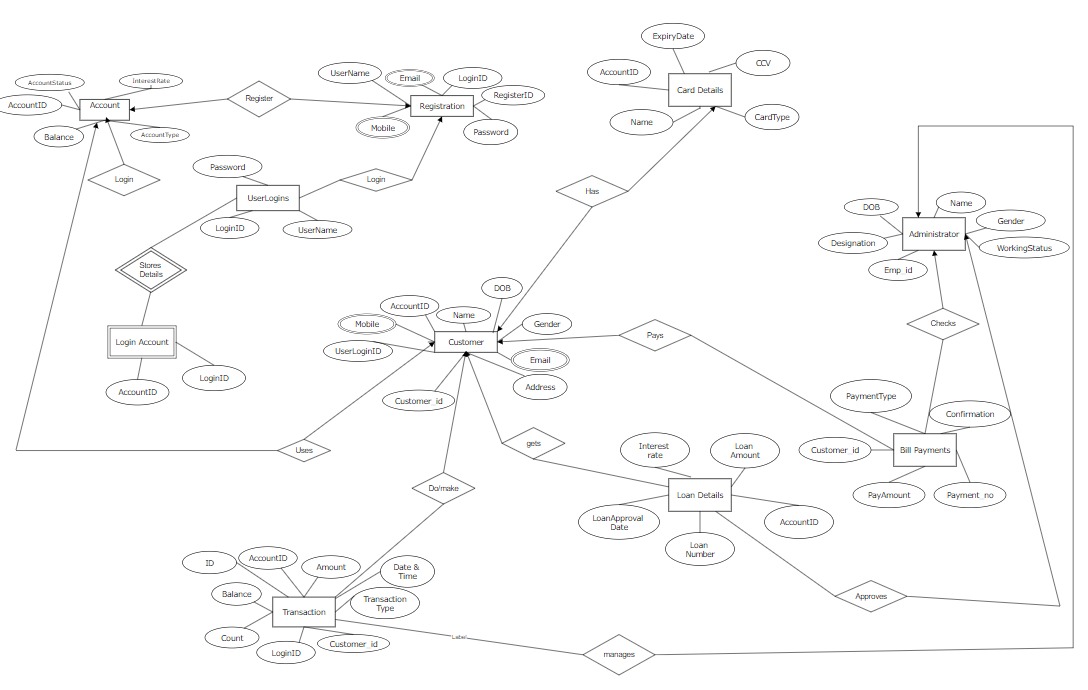 ExpiryDate
CCV
AccountID
Card Details
Name
CardType
UserName
Email
LoginID
RegisterID
Registration
Mobile
Password
AccountStatus
InterestRate
AccountID
Account
Balance
AccountType
Register
Login
Password
UserLogins
LoginID
UserName
Login
Has
Stores
Details
Login Account
AccountID
LoginID
DOB
Name
Gender
Administrator
Designation
WorkingStatus
Emp_id
Checks
DOB
AccountID
Name
Mobile
Gender
Customer
UserLoginID
Email
Address
Customer_id
Pays
PaymentType
Confirmation
Customer_id
Bill Payments
PayAmount
Payment_no
Uses
gets
Do/make
Interest
rate
Loan
Amount
Loan Details
LoanApproval
Date
AccountID
Loan
Number
Approves
ID
AccountID
Amount
Date &
Time
Balance
Transaction
Type
Transaction
Count
LoginID
Customer_id
Label
manages